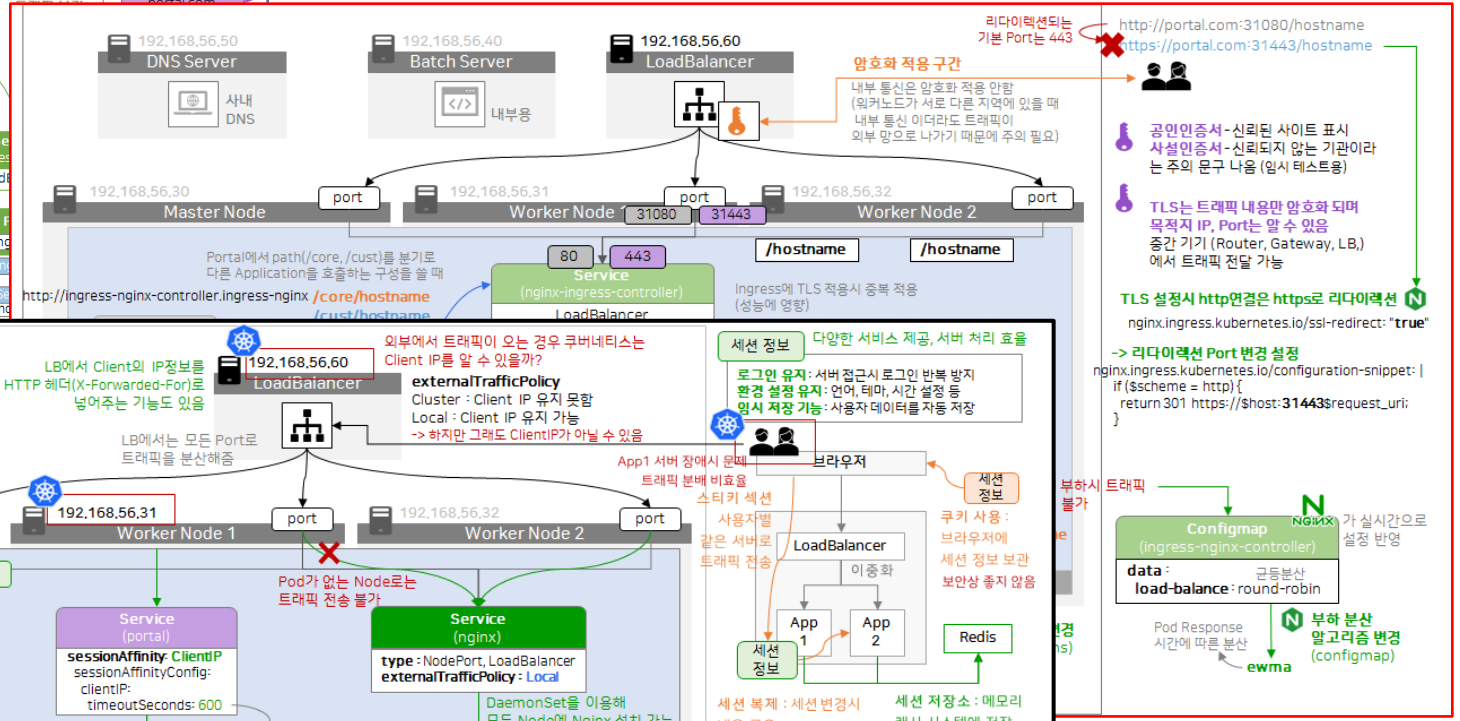 portal.com
192.168.56.50
DNS Server
사내
DNS
192.168.56.40
Batch Server
내부용
192.168.56.60
LoadBalancer
리다이렉션되는
기본 Port는 443
http://portal.com:31080/hostname
https://portal.com:31443/hostname
암호화 적용 구간
내부 통신은 암호화 적용 안함
(워커노드가 서로 다른 지역에 있을 때
내부 통신 이더라도 트래픽이
외부 망으로 나가기 때문에 주의 필요)
공인인증서-신뢰된 사이트 표시
사설인증서-신뢰되지 않는 기관이라
는 주의 문구 나옴 (임시 테스트용)
TLS는 트래픽 내용만 암호화 되며
목적지 IP, Port는 알 수 있음
중간 기기 (Router, Gateway, LB,)
에서 트래픽 전달 가능
192.168.56.30
Master Node
port
192.168.56.31
Worker Node
port
31080
31443
192.168.56.32
Worker Node 2
port
/hostname
/hostname
Portal에서 path(/core, /cust)를 분기로
다른 Application을 호출하는 구성을 쓸 때
http://ingress-nginx-controller.ingress-nginx /core/hostname
/cust/hostname
80
443
Service
(nginx-ingress-controller)
LoadBalancer
Ingress에 TLS 적용시 중복 적용
(성능에 영향)
TLS 설정시 http연결은 https로 리다이렉션
nginx.ingress.kubernetes.io/ssl-redirect: "true"
-> 리다이렉션 Port 변경 설정
nginx.ingress.kubernetes.io/configuration-snippet: |
if ($scheme = http) {
return 301 https://$host:31443$request_uri;
}
LB에서 Client의 IP정보를
HTTP 헤더(X-Forwarded-For)로
넣어주는 기능도 있음
192.168.56.60
LoadBalancer
외부에서 트래픽이 오는 경우 쿠버네티스는
Client IP를 알 수 있을까?
externalTrafficPolicy
Cluster : Client IP 유지 못함
Local : Client IP 유지 가능
-> 하지만 그래도 ClientIP가 아닐 수 있음
LB에서는 모든 Port로
트래픽을 분산해줌
세션 정보
다양한 서비스 제공, 서버 처리 효율
로그인 유지: 서버 접근시 로그인 반복 방지
환경 설정 유지: 언어, 테마, 시간 설정 등
임시 저장 기능: 사용자 데이터를 자동 저장
App1 서버 장애시 문제
트래픽 분배 비효율
브라우저
스티키 섹션
사용자별
같은 서버로
트래픽 전송
세션
정보
쿠키 사용 :
브라우저에
세션 정보 보관
보안상 좋지 않음
LoadBalancer
이중화
App
1
App
2
세션
정보
Redis
세션 복제 : 세션 변경시
세션 저장소 : 메모리
192.168.56.31
Worker Node 1
port
192.168.56.32
Worker Node 2
port
Pod가 없는 Node로는
트래픽 전송 불가
Service
(portal)
sessionAffinity: ClientIP
sessionAffinityConfig:
clientIP:
timeoutSeconds: 600
Service
(nginx)
type : NodePort, LoadBalancer
externalTrafficPolicy : Local
DaemonSet을 이용해
모든 Node에 Nginx 설치 가능
부하시 트래픽
불가
Configmap
(ingress-nginx-controller)
NGINX
가 실시간으로
설정 반영
data :
균등분산
load-balance : round-robin
Pod Response
시간에 따른 분산
ewma
부하 분산
알고리즘 변경
(configmap)